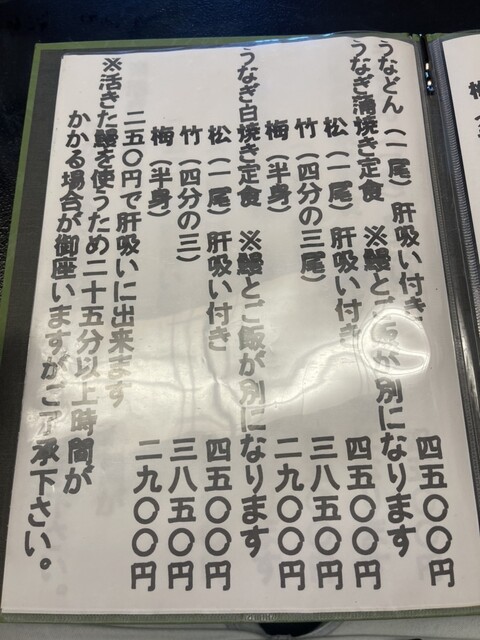 うなどん（一尾）肝吸い付き　四五〇〇円
うなぎ蒲焼き定食　※鰻とご飯が別になります
松（一尾）肝吸い付き　四五〇〇円
竹（四分の三尾）　三八五〇円
梅（半身）　二九〇〇円
うなぎ白焼き定食　※鰻とご飯が別になります
松（一尾）肝吸い付き　四五〇〇円
竹（四分の三）　三八五〇円
梅（半身）　二九〇〇円
二五〇円で肝吸いに出来ます
※活きた鰻を使うため二十五分以上時間が
かかる場合が御座いますがご了承下さい。
梅